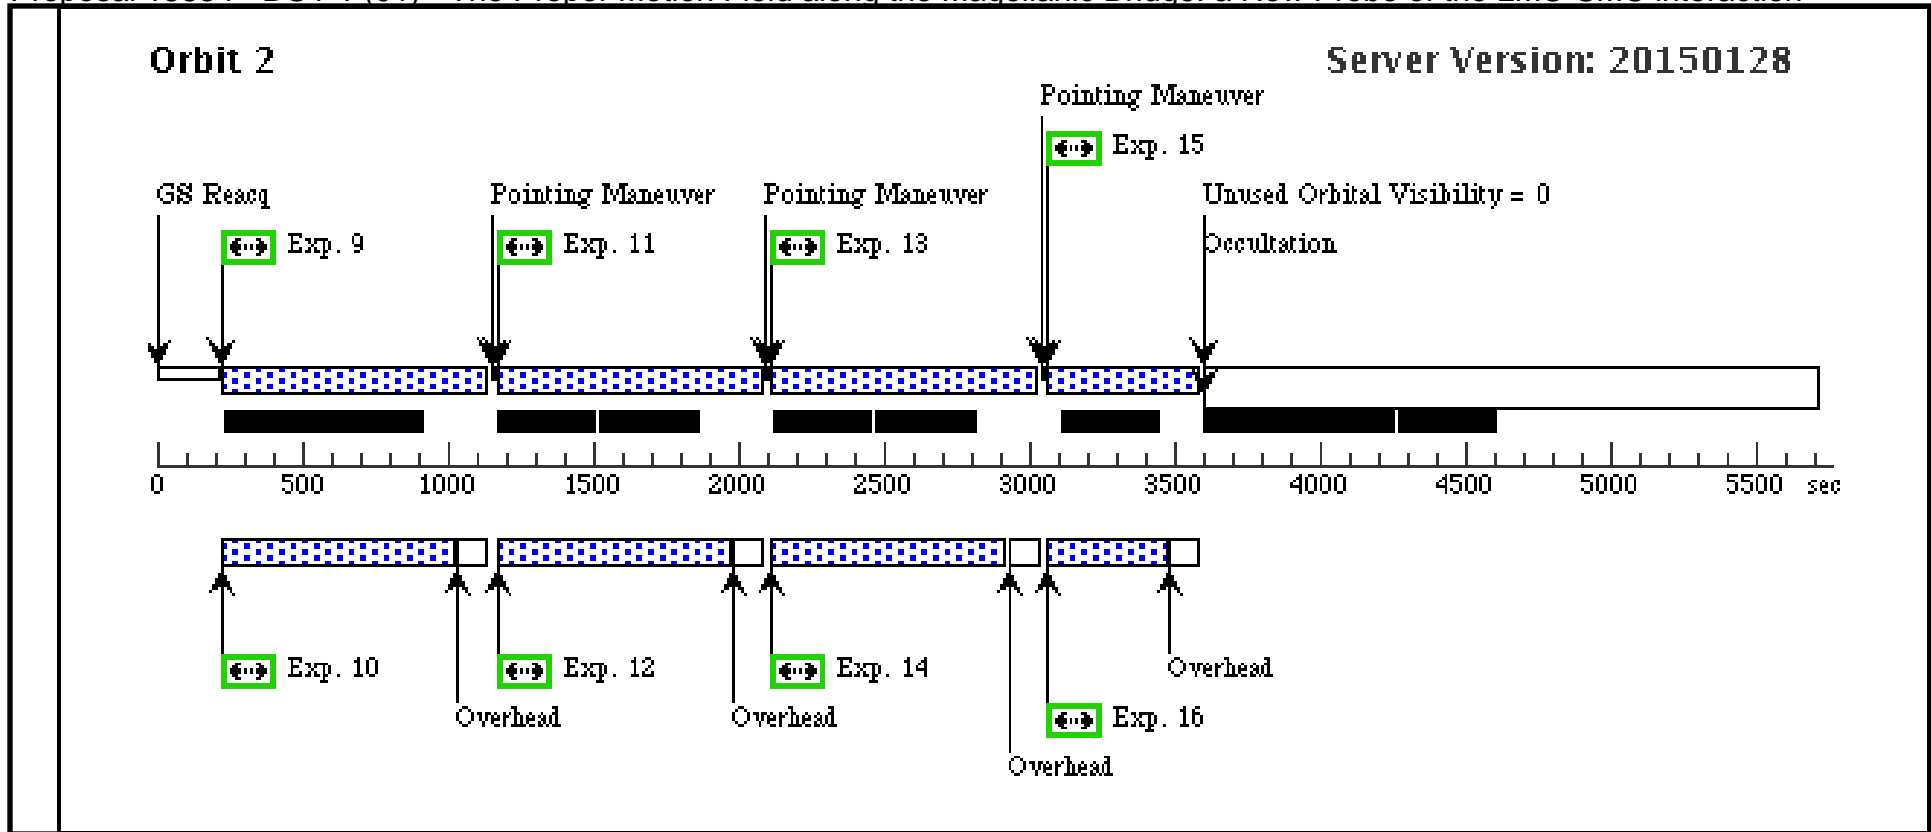 Orbit 2
Server Version: 20150128
Pointing Maneuver
Exp. 15
GS Reacq
Pointing Maneuver
Pointing Maneuver
Unused Orbital Visibility = 0
Exp. 9
Exp. 11
Exp. 13
Occultation
0 500 1000 1500 2000 2500 3000 3500 4000 4500 5000 5500 sec
Exp. 10
Exp. 12
Exp. 14
Overhead
Overhead
Overhead
Exp. 16
Overhead